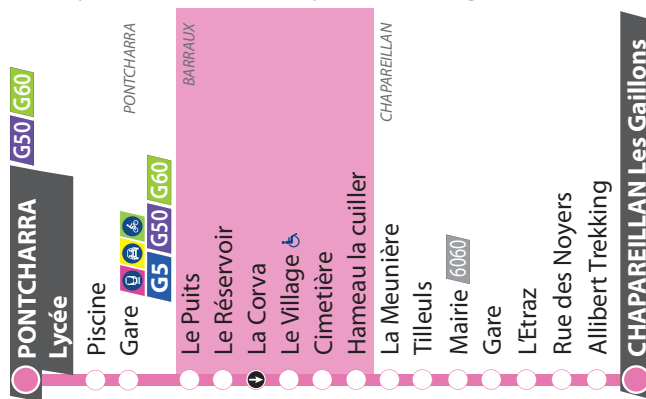 PONTCHARRA G50 G60
Lycée
Piscine
PONTCHARRA
Gare
G5 G50 G60
BARRAUX
Le Puits
Le Réservoir
La Corva
Le Village
Cimetière
Hameau la cuiller
CHAPAREILLAN
La Meunière
Tilleuls
Mairie 6060
Gare
L'Etraz
Rue des Noyers
Allibert Trekking
CHAPAREILLAN Les Gaillons